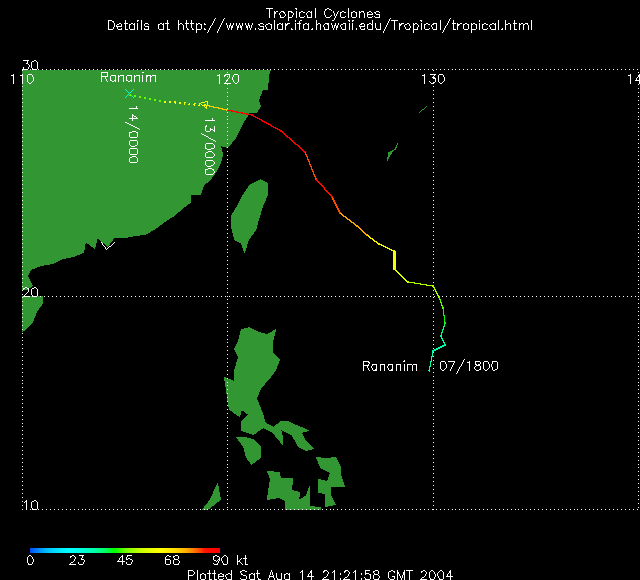 Tropical Cyclones
Details at http://www.solar.ifa.hawaii.edu/Tropical/tropical.html
30
110 120 130 14
Rananim
14/0000
13/0000
20
Rananim 07/1800
10
0 23 45 68 90 kt
Plotted Sat Aug 14 21:21:58 GMT 2004